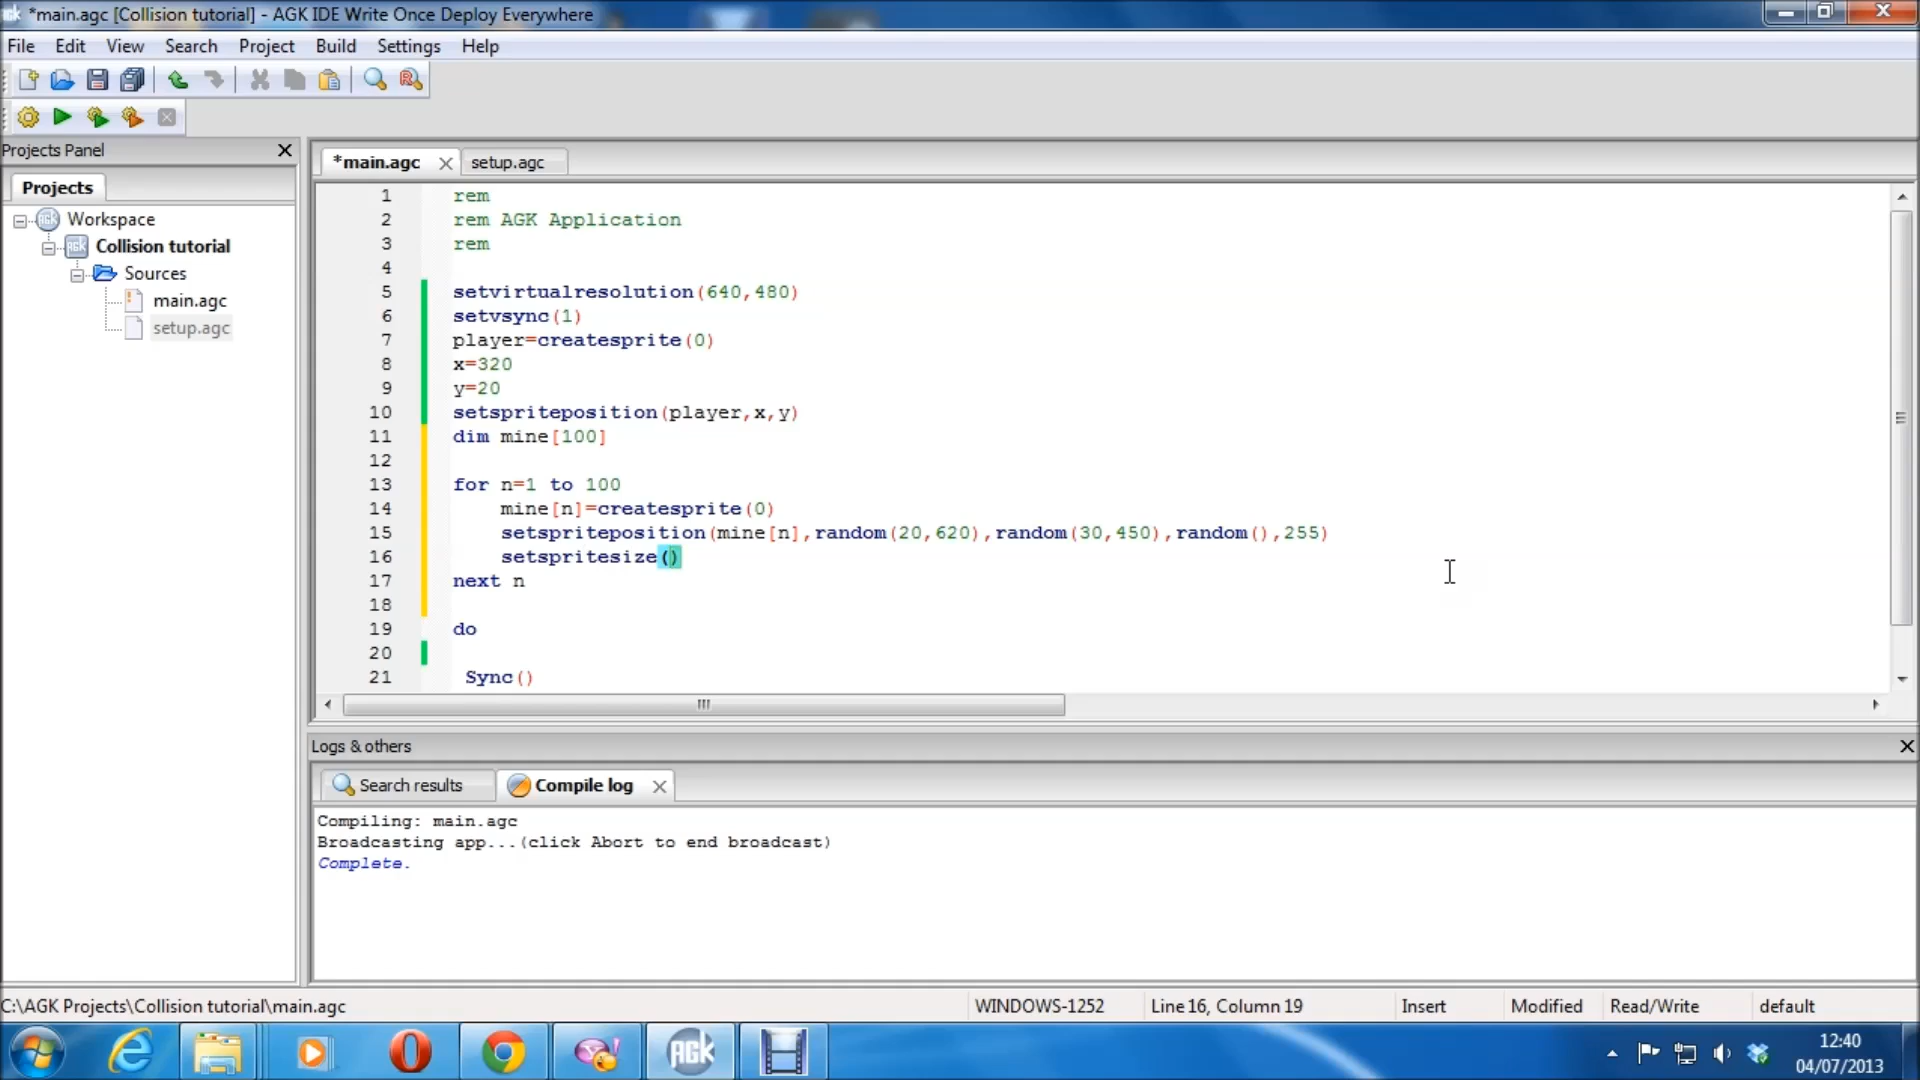 *main.agc [Collision tutorial] - AGK IDE Write Once Deploy Everywhere
File Edit View Search Project Build Settings Help
Projects Panel
Projects
Workspace
AGK
Collision tutorial
Sources
main.agc
setup.agc
*main.agc setup.agc
1 rem
2 rem AGK Application
3 rem
4
5 setvirtualresolution(640,480)
6 setvsync(1)
7 player=createsprite(0)
8 x=320
9 y=20
10 setspriteposition(player,x,y)
11 dim mine[100]
12
13 for n=1 to 100
14 mine[n]=createsprite(0)
15 setspriteposition(mine[n],random(20,620),random(30,450),random(),255)
16 setspritesize()
17 next n
18
19 do
20
21 Sync()
Logs & others
Search results Compile log
Compiling: main.agc
Broadcasting app...(click Abort to end broadcast)
Complete.
C:\AGK Projects\Collision tutorial\main.agc WINDOWS-1252 Line 16, Column 19 Insert Modified Read/Write default
AGK
12:40
04/07/2013